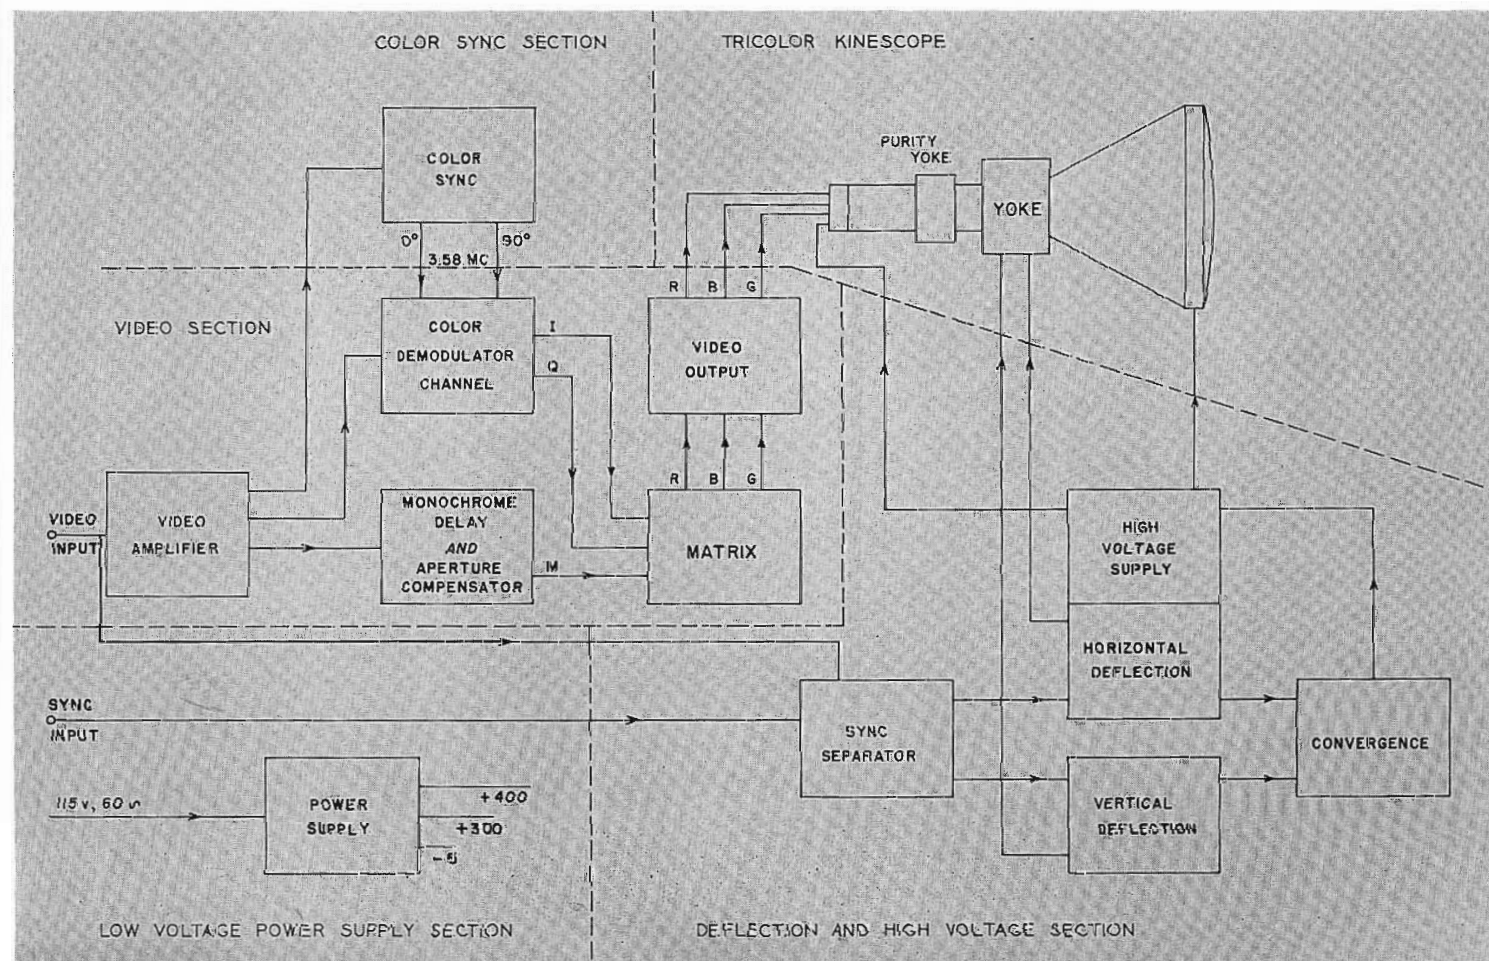 COLOR SYNC SECTION
TRICOLOR KINESCOPE
COLOR
SYNC
PURITY
YOKE
YOKE
0°
90°
3.58 MC
VIDEO SECTION
COLOR
DEMODULATOR
CHANNEL
I
Q
R B G
VIDEO
OUTPUT
R B G
VIDEO
INPUT
VIDEO
AMPLIFIER
MONOCHROME
DELAY
AND
APERTURE
COMPENSATOR
M
MATRIX
HIGH
VOLTAGE
SUPPLY
HORIZONTAL
DEFLECTION
SYNC
INPUT
SYNC
SEPARATOR
CONVERGENCE
115 v, 60 ∿
POWER
SUPPLY
+400
+300
-5
VERTICAL
DEFLECTION
LOW VOLTAGE POWER SUPPLY SECTION
DEFLECTION AND HIGH VOLTAGE SECTION